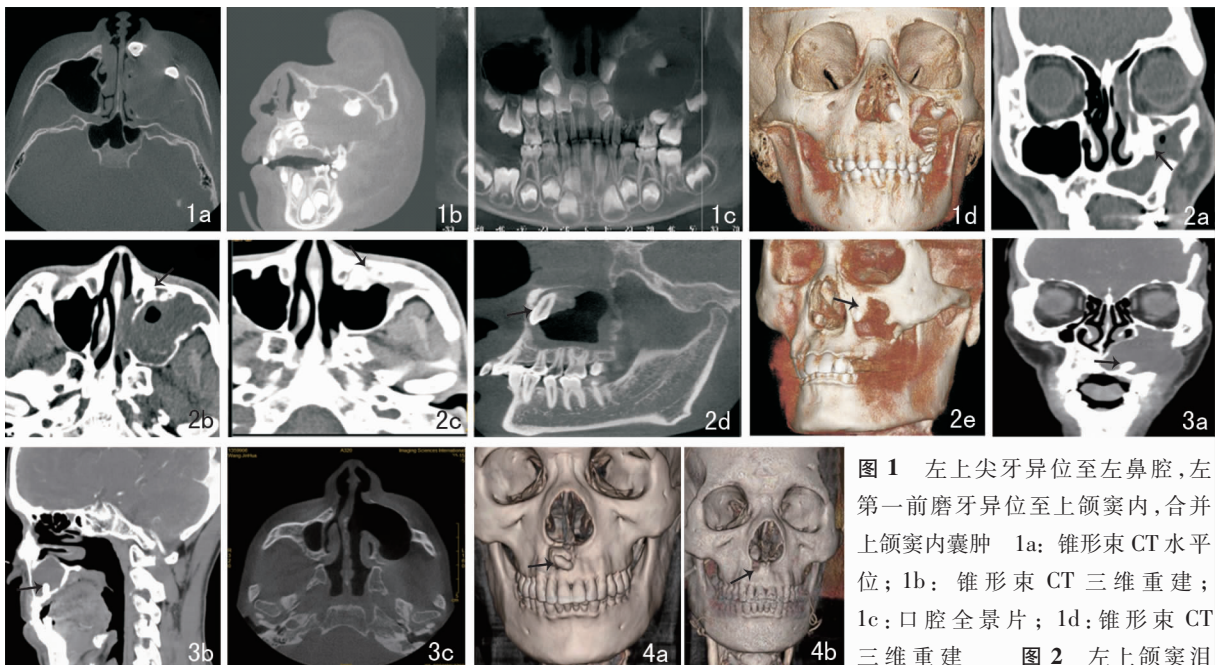 1a
1b
1c
1d
2a
2b
2c
2d
2e
3a
3b
3c
4a
4b
Imaging Sciences International
图 1 左上尖牙异位至左鼻腔,左
第一前磨牙异位至上颌窦内,合并
上颌窦内囊肿 1a: 锥形束 CT 水平
位; 1b: 锥形束 CT 三维重建;
1c:口腔全景片; 1d:锥形束 CT
三维重建 图 2 左上颌窦泪